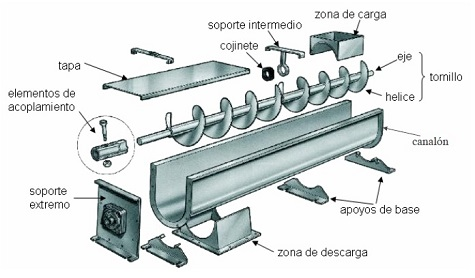 zona de carga
soporte intermedio
cojinete
eje
tornillo
tapa
helice
elementos de
acoplamiento
canalón
soporte
extremo
apoyos de base
zona de descarga